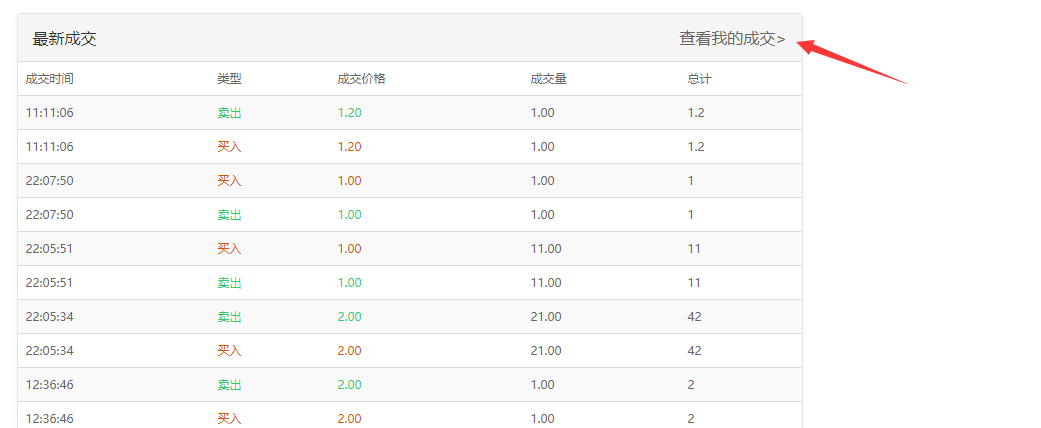 最新成交 查看我的成交>
成交时间 类型 成交价格 成交量 总计
11:11:06 卖出 1.20 1.00 1.2
11:11:06 买入 1.20 1.00 1.2
22:07:50 买入 1.00 1.00 1
22:07:50 卖出 1.00 1.00 1
22:05:51 买入 1.00 11.00 11
22:05:51 卖出 1.00 11.00 11
22:05:34 卖出 2.00 21.00 42
22:05:34 买入 2.00 21.00 42
12:36:46 卖出 2.00 1.00 2
12:36:46 买入 2.00 1.00 2